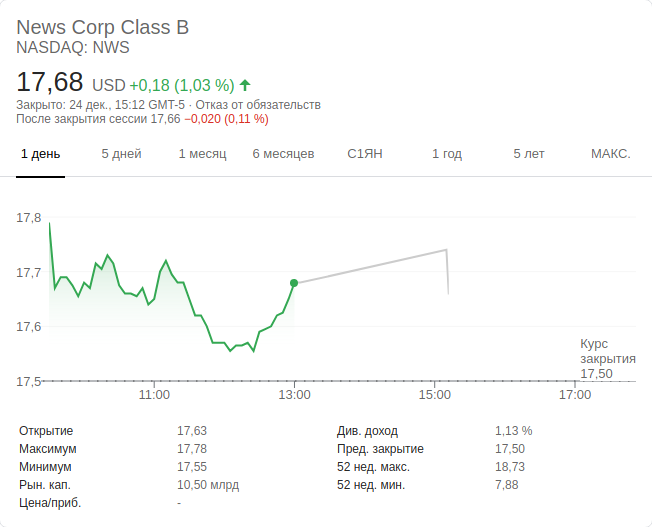 News Corp Class B
NASDAQ: NWS
17,68 USD +0,18 (1,03 %)
Закрыто: 24 дек., 15:12 GMT-5 · Отказ от обязательств
После закрытия сессии 17,66 −0,020 (0,11 %)
1 день 5 дней 1 месяц 6 месяцев С1ЯН 1 год 5 лет МАКС.
17,8
17,7
17,6
Курс
закрытия
17,50
17,5
11:00 13:00 15:00 17:00
Открытие 17,63 Див. доход 1,13 %
Максимум 17,78 Пред. закрытие 17,50
Минимум 17,55 52 нед. макс. 18,73
Рын. кап. 10,50 млрд 52 нед. мин. 7,88
Цена/приб. -